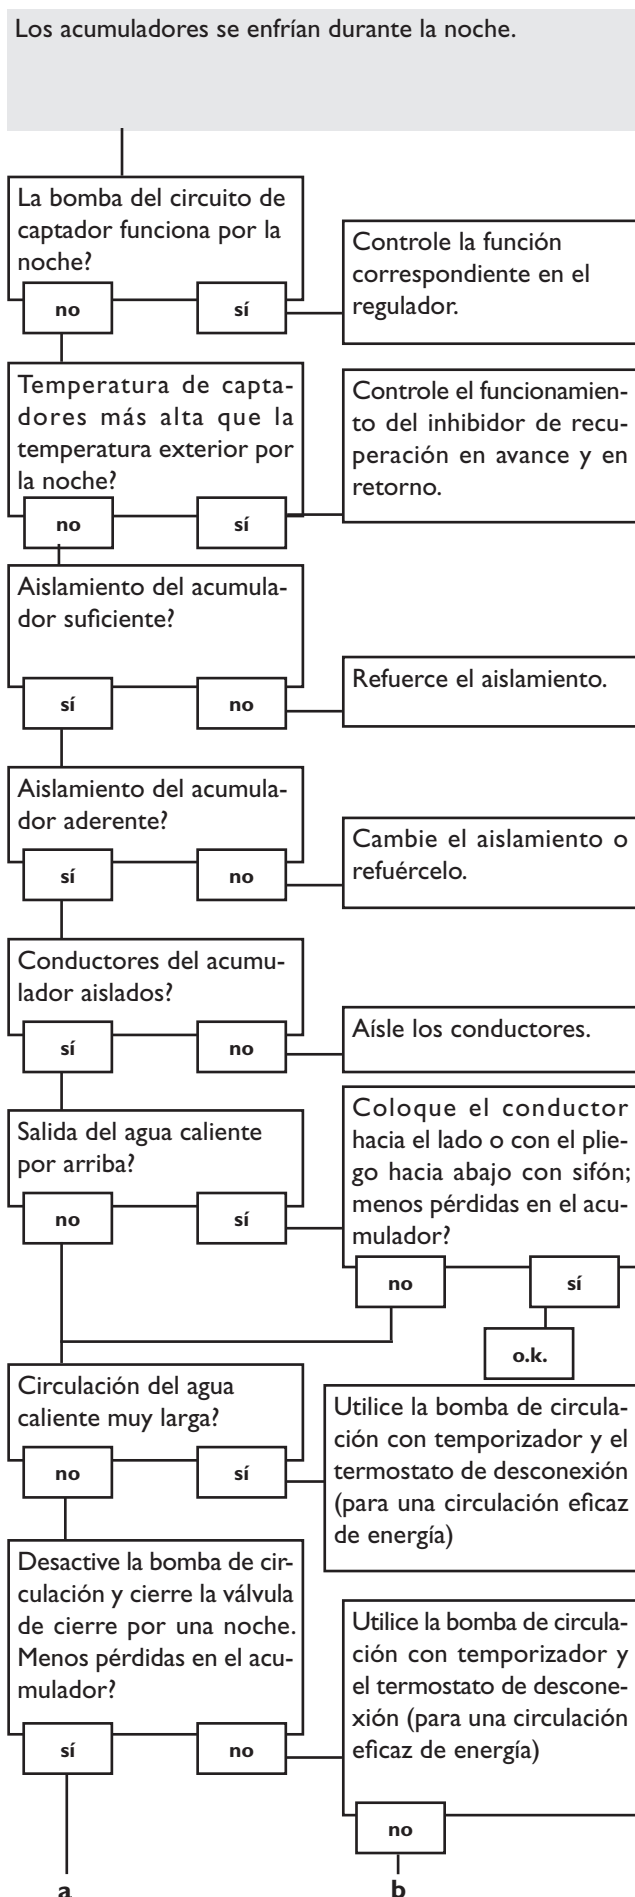 Los acumuladores se enfrían durante la noche.
La bomba del circuito de
captador funciona por la
noche?
no
sí
Controle la función
correspondiente en el
regulador.
Temperatura de capta-
dores más alta que la
temperatura exterior por
la noche?
no
sí
Controle el funcionamien-
to del inhibidor de recu-
peración en avance y en
retorno.
Aislamiento del acumula-
dor suficiente?
sí
no
Refuerce el aislamiento.
Aislamiento del acumula-
dor aderente?
sí
no
Cambie el aislamiento o
refuércelo.
Conductores del acumu-
lador aislados?
sí
no
Aísle los conductores.
Salida del agua caliente
por arriba?
no
sí
Coloque el conductor
hacia el lado o con el plie-
go hacia abajo con sifón;
menos pérdidas en el acu-
mulador?
no
sí
o.k.
Circulación del agua
caliente muy larga?
no
sí
Utilice la bomba de circula-
ción con temporizador y el
termostato de desconexión
(para una circulación eficaz
de energía)
Desactive la bomba de cir-
culación y cierre la válvula
de cierre por una noche.
Menos pérdidas en el acu-
mulador?
sí
no
Utilice la bomba de circula-
ción con temporizador y
el termostato de descone-
xión (para una circulación
eficaz de energía)
no
a
b